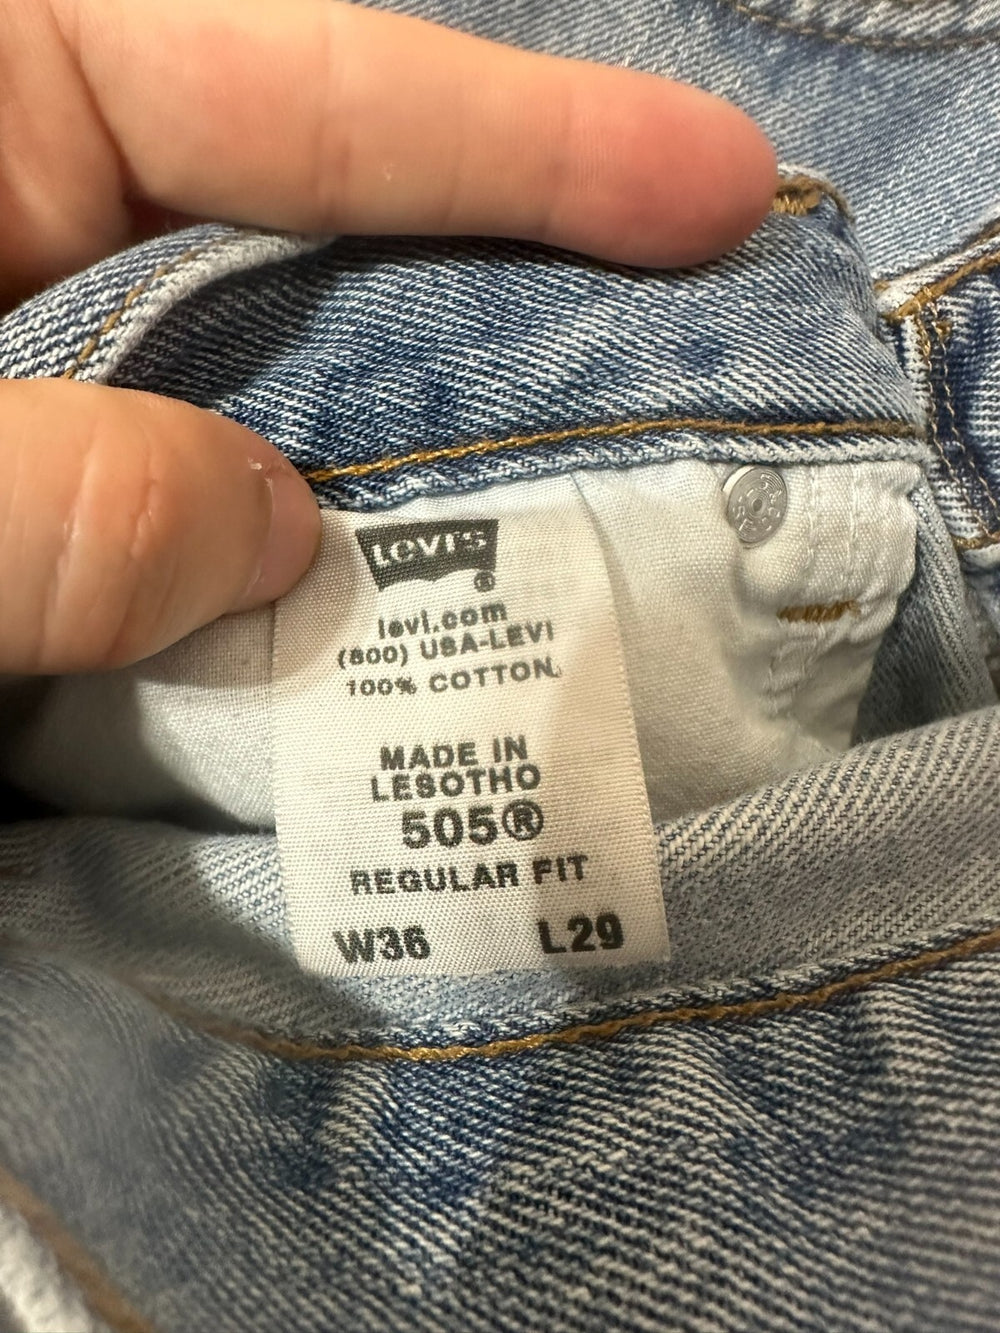 Levi's
®
levi.com
(800) USA-LEVI
100% COTTON
MADE IN
LESOTHO
505®
REGULAR FIT
W36 L29